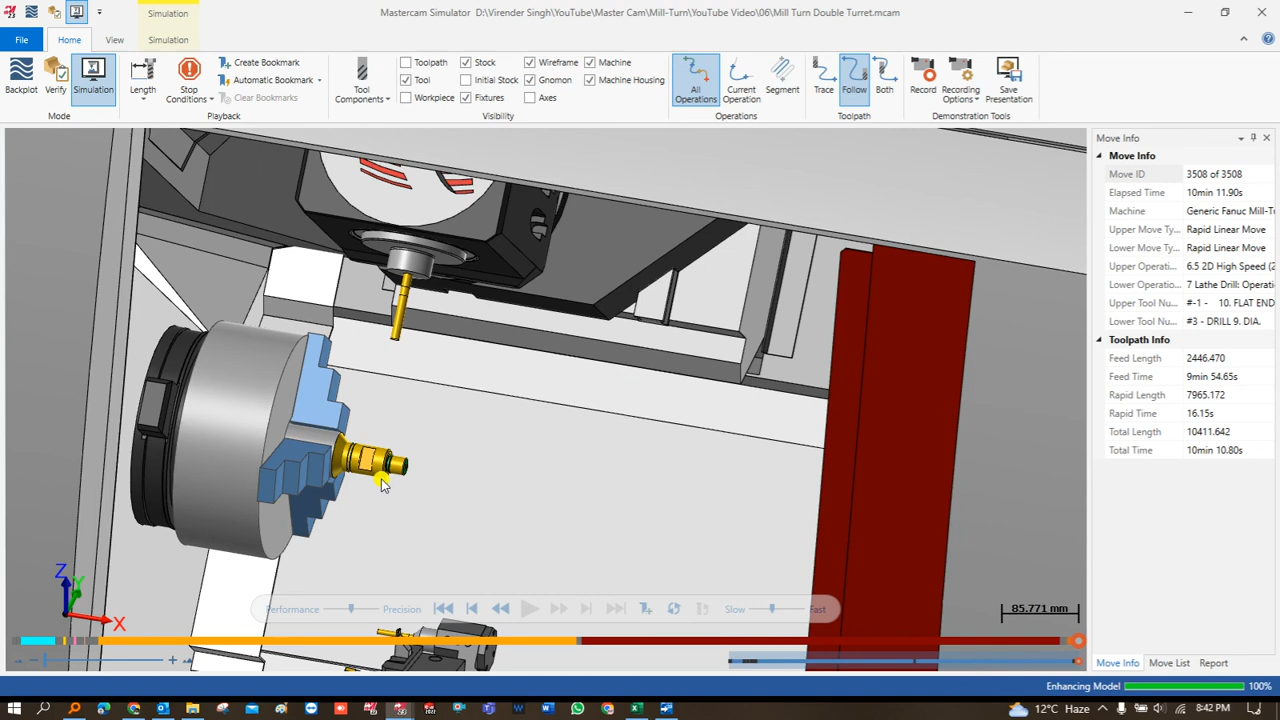 Mastercam Simulator D:\Virender Singh\YouTube\Master Cam\Mill-Turn\YouTube Video\06\Mill Turn Double Turret.mcam
Simulation
File
Home
View
Simulation
Backplot
Verify
Simulation
Mode
Length
Stop Conditions
Create Bookmark
Automatic Bookmark
Clear Bookmarks
Playback
Tool Components
Toolpath
Stock
Wireframe
Machine
Tool
Initial Stock
Gnomon
Machine Housing
Workpiece
Fixtures
Axes
Visibility
All Operations
Current Operation
Segment
Operations
Trace
Follow
Both
Toolpath
Record
Recording Options
Save Presentation
Demonstration Tools
Move Info
Move Info
Move ID 3508 of 3508
Elapsed Time 10min 11.90s
Machine Generic Fanuc Mill-T
Upper Move Ty... Rapid Linear Move
Lower Move Ty... Rapid Linear Move
Upper Operati... 6.5 2D High Speed (2
Lower Operatio... 7 Lathe Drill: Operati
Upper Tool Nu... #-1 - 10. FLAT END
Lower Tool Nu... #3 - DRILL 9. DIA.
Toolpath Info
Feed Length 2446.470
Feed Time 9min 54.65s
Rapid Length 7965.172
Rapid Time 16.15s
Total Length 10411.642
Total Time 10min 10.80s
Z
Y
X
Performance
Precision
Slow
Fast
85.771 mm
Move Info
Move List
Report
Enhancing Model 100%
12°C Haze
8:42 PM